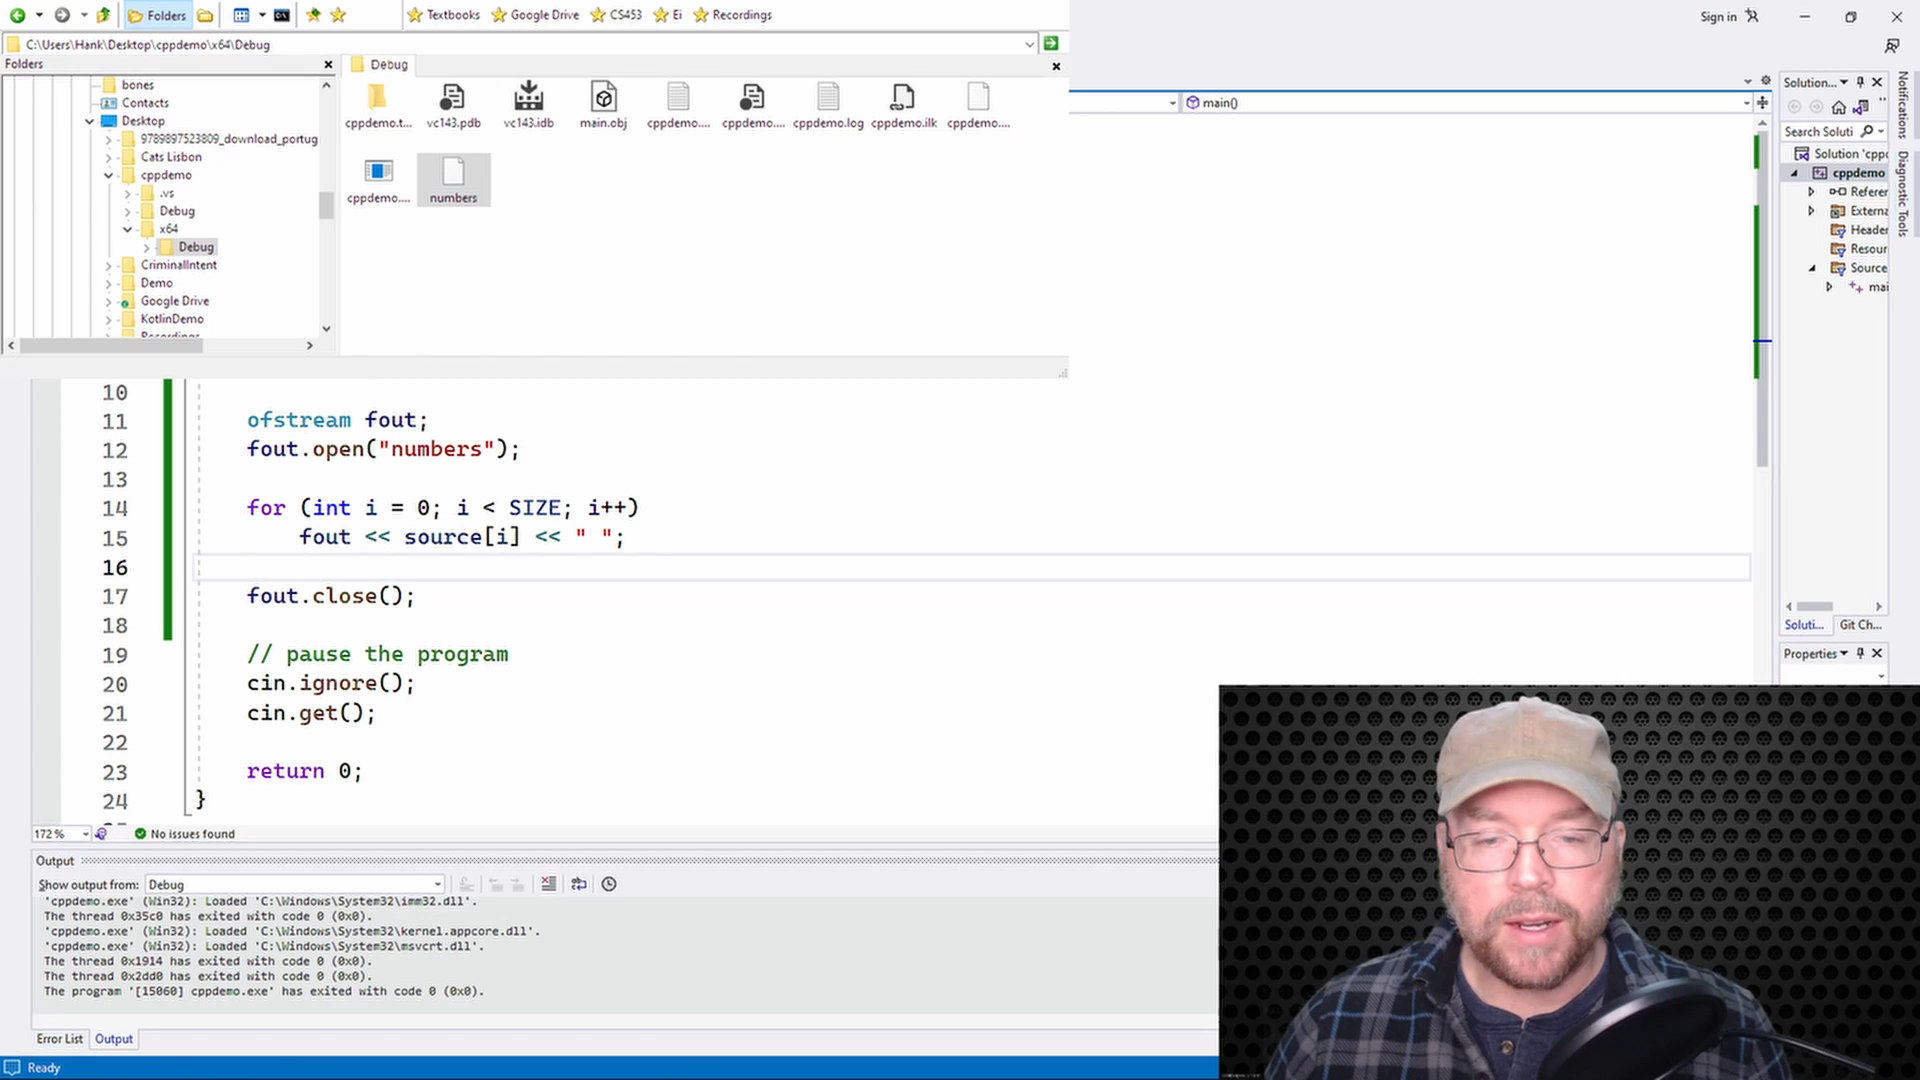 Folders
Textbooks
Google Drive
CS453
Ei
Recordings
Sign in
C:\Users\Hank\Desktop\cppdemo\x64\Debug
Folders
Debug
bones
Contacts
Desktop
9789897523809_download_portug
Cats Lisbon
cppdemo
.vs
Debug
x64
Debug
CriminalIntent
Demo
Google Drive
KotlinDemo
Recordings
cppdemo.t...
vc143.pdb
vc143.idb
main.obj
cppdemo....
cppdemo....
cppdemo.log
cppdemo.ilk
cppdemo....
cppdemo....
numbers
main()
Solution...
Search Soluti
Solution 'cppd
cppdemo
Referen
Externa
Header
Resour
Source
mai
Notifications
Diagnostic Tools
Soluti...
Git Ch...
Properties
10
11 ofstream fout;
12 fout.open("numbers");
13
14 for (int i = 0; i < SIZE; i++)
15 fout << source[i] << " ";
16
17 fout.close();
18
19 // pause the program
20 cin.ignore();
21 cin.get();
22
23 return 0;
24 }
172 %
No issues found
Output
Show output from: Debug
'cppdemo.exe' (Win32): Loaded 'C:\Windows\System32\imm32.dll'.
The thread 0x35c0 has exited with code 0 (0x0).
'cppdemo.exe' (Win32): Loaded 'C:\Windows\System32\kernel.appcore.dll'.
'cppdemo.exe' (Win32): Loaded 'C:\Windows\System32\msvcrt.dll'.
The thread 0x1914 has exited with code 0 (0x0).
The thread 0x2dd0 has exited with code 0 (0x0).
The program '[15060] cppdemo.exe' has exited with code 0 (0x0).
Error List
Output
Ready